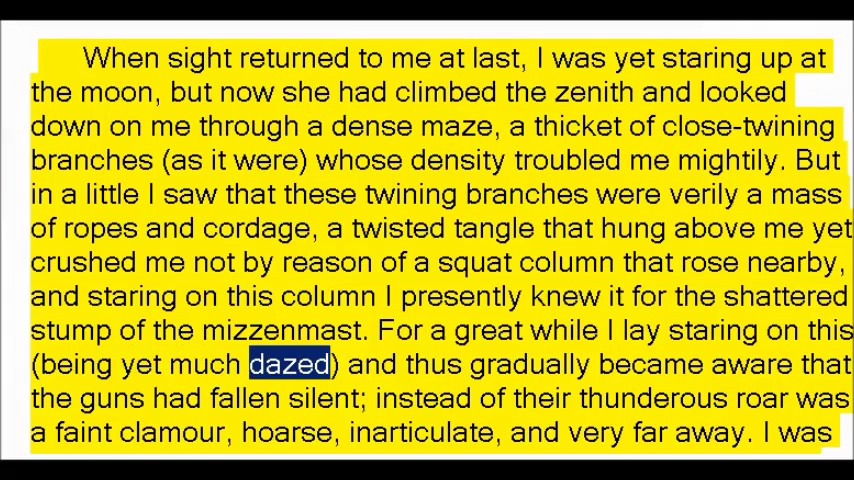 When sight returned to me at last, I was yet staring up at
the moon, but now she had climbed the zenith and looked
down on me through a dense maze, a thicket of close-twining
branches (as it were) whose density troubled me mightily. But
in a little I saw that these twining branches were verily a mass
of ropes and cordage, a twisted tangle that hung above me yet
crushed me not by reason of a squat column that rose nearby,
and staring on this column I presently knew it for the shattered
stump of the mizzenmast. For a great while I lay staring on this
(being yet much dazed) and thus gradually became aware that
the guns had fallen silent; instead of their thunderous roar was
a faint clamour, hoarse, inarticulate, and very far away. I was